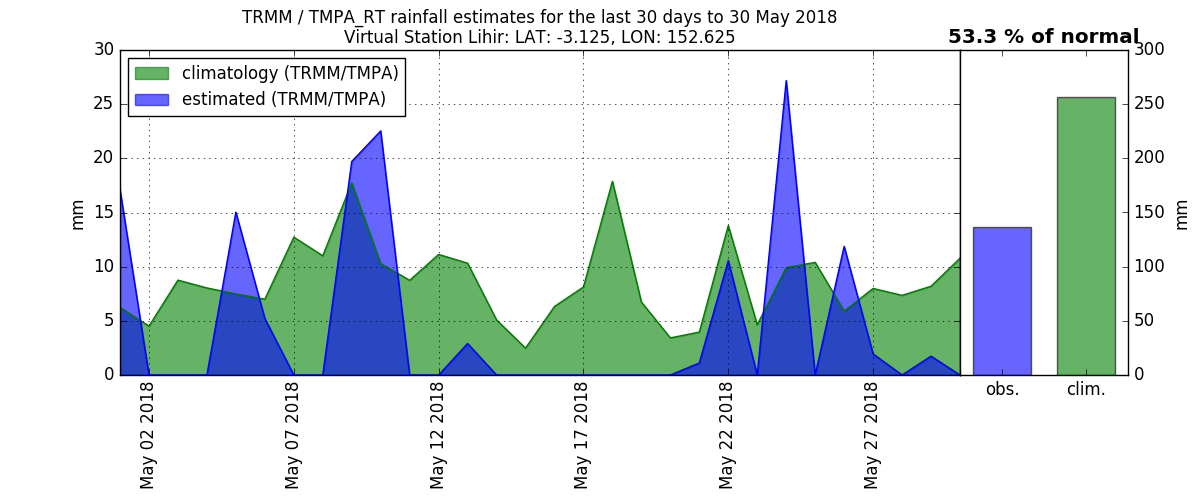 TRMM / TMPA_RT rainfall estimates for the last 30 days to 30 May 2018
Virtual Station Lihir: LAT: -3.125, LON: 152.625
53.3 % of normal
climatology (TRMM/TMPA)
estimated (TRMM/TMPA)
30
25
20
15
10
5
0
mm
May 02 2018
May 07 2018
May 12 2018
May 17 2018
May 22 2018
May 27 2018
300
250
200
150
100
50
0
mm
obs.
clim.